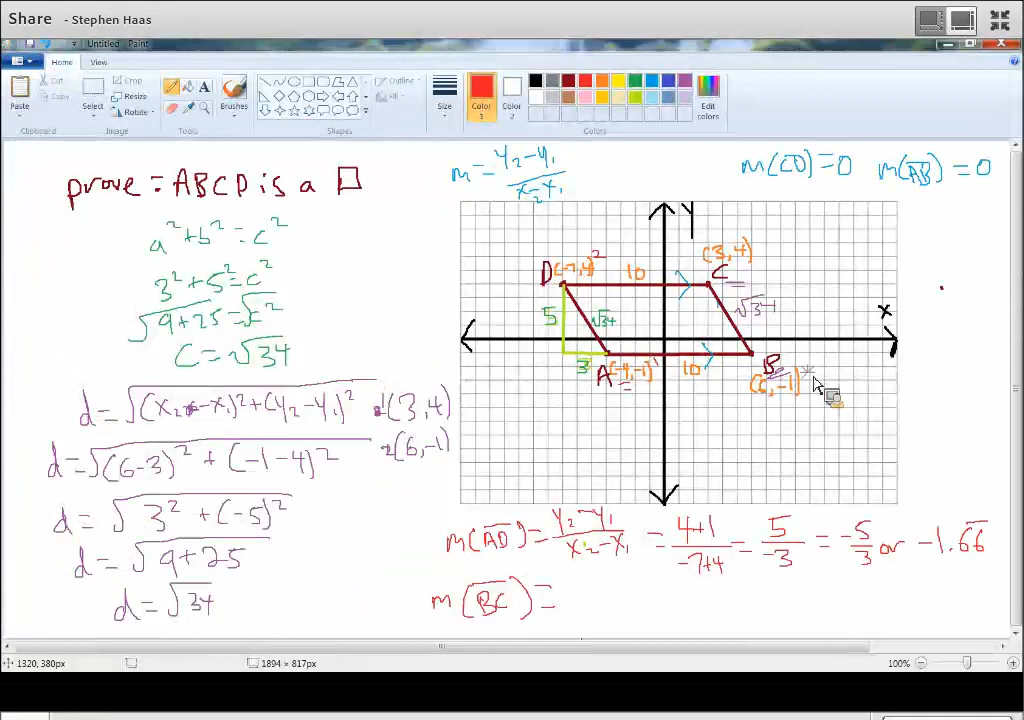 Share - Stephen Haas
Untitled - Paint
Home View
Paste
Cut
Copy
Clipboard
Select
Crop
Resize
Rotate
Image
Tools
Brushes
Shapes
Outline
Fill
Size
Color 1
Color 2
Edit Colors
Colors
prove: ABCD is a ▱
a² + b² = c²
3² + 5² = c²
√9+25 = √c²
c = √34
d = √(x₂ - x₁)² + (y₂ - y₁)² 1(3,4)
d = √(6-3)² + (-1-4)² 2(6,-1)
d = √3² + (-5)²
d = √9+25
d = √34
m = y₂-y₁ / x₂-x₁
m(CD) = 0 m(AB) = 0
Y
(3,4)
D (-7,4) 2 10 C
5 √34 √34
x
3 A (-4,-1) 1 10 B
(6,-1)
m(AD) = y₂-y₁ / x₂-x₁ = 4+1 / -7+4 = 5 / -3 = -5 / 3 or -1.66
m(BC) =
1320, 380px
1894 × 817px
100%